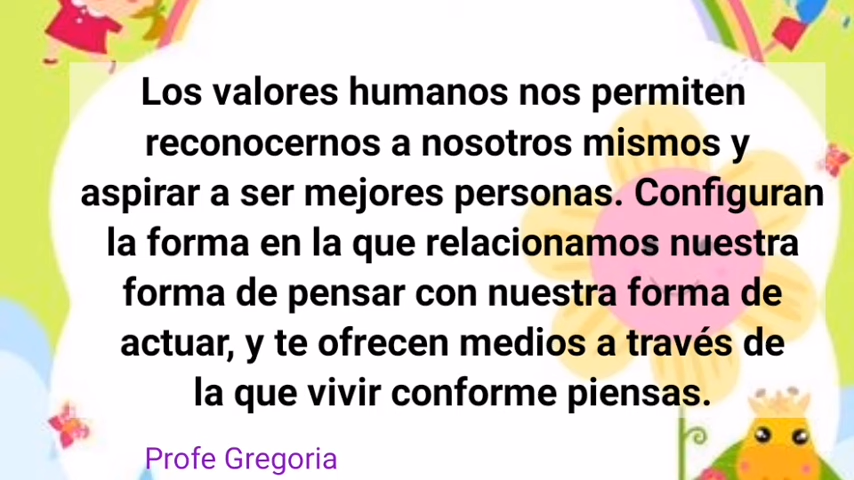 Los valores humanos nos permiten
reconocernos a nosotros mismos y
aspirar a ser mejores personas. Configuran
la forma en la que relacionamos nuestra
forma de pensar con nuestra forma de
actuar, y te ofrecen medios a través de
la que vivir conforme piensas.
Profe Gregoria